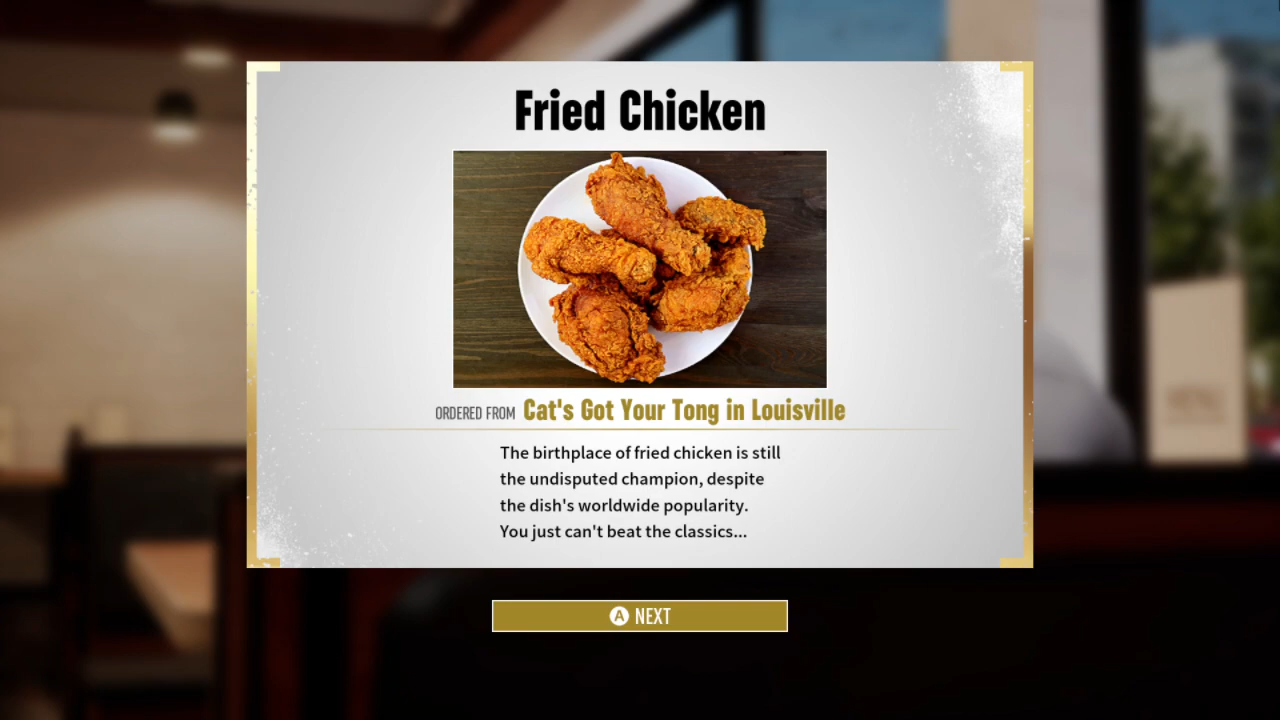 Fried Chicken
ORDERED FROM Cat's Got Your Tong in Louisville
The birthplace of fried chicken is still
the undisputed champion, despite
the dish's worldwide popularity.
You just can't beat the classics...
A NEXT